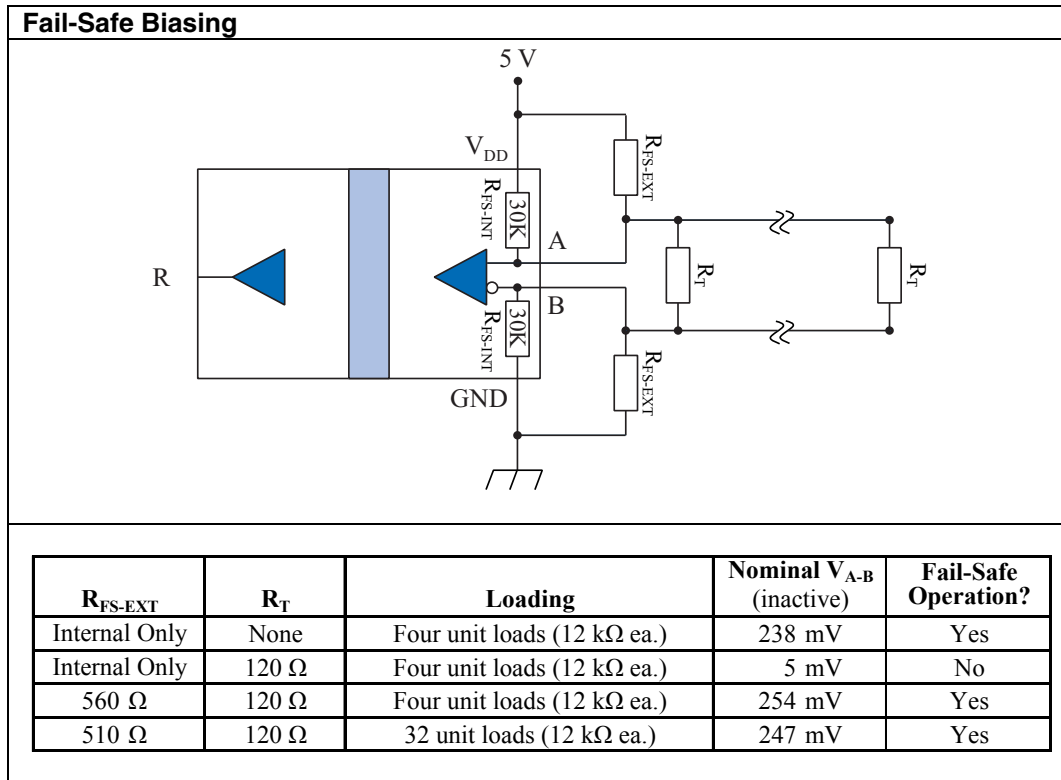 Fail-Safe Biasing
5 V
V_DD
R_FS-EXT
R_FS-INT
30K
A
R
R_T
R_T
B
R_FS-INT
30K
R_FS-EXT
GND
R_FS-EXT R_T Loading Nominal V_A-B (inactive) Fail-Safe Operation?
Internal Only None Four unit loads (12 kΩ ea.) 238 mV Yes
Internal Only 120 Ω Four unit loads (12 kΩ ea.) 5 mV No
560 Ω 120 Ω Four unit loads (12 kΩ ea.) 254 mV Yes
510 Ω 120 Ω 32 unit loads (12 kΩ ea.) 247 mV Yes